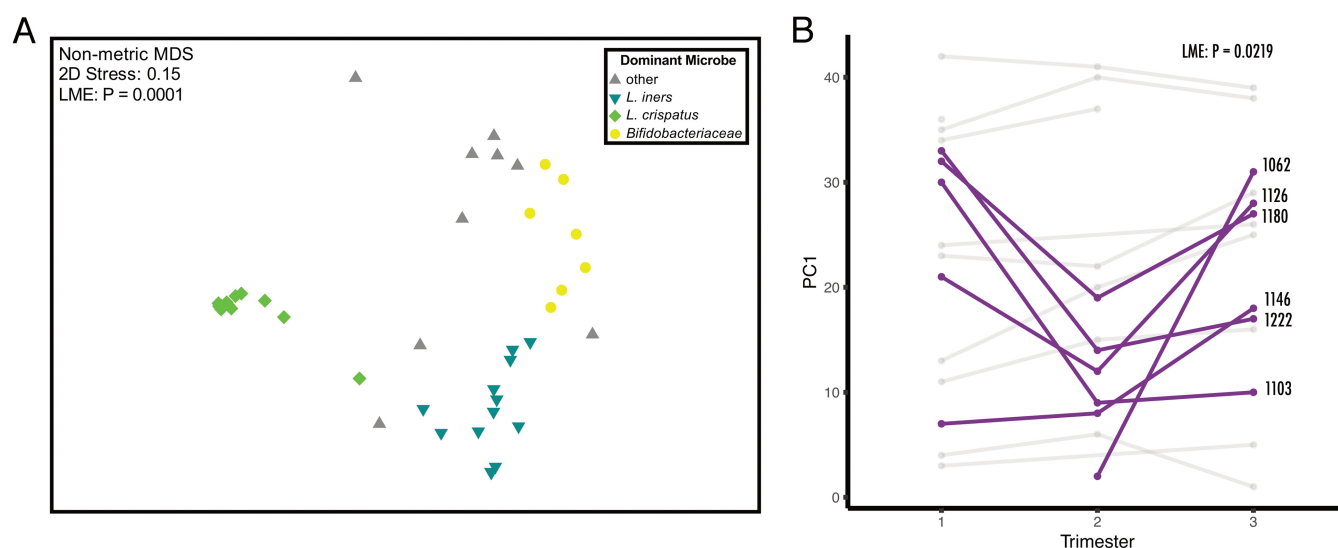 A
Non-metric MDS
2D Stress: 0.15
LME: P = 0.0001
Dominant Microbe
other
L. iners
L. crispatus
Bifidobacteriaceae
B
LME: P = 0.0219
40
30
20
10
0
PC1
1062
1126
1180
1146
1222
1103
1 2 3
Trimester